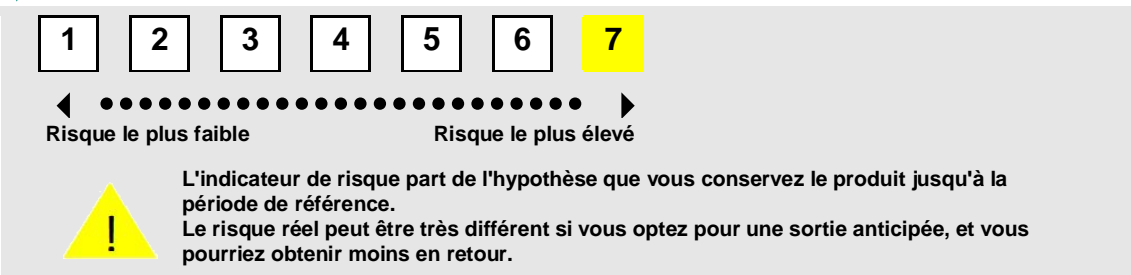 1 2 3 4 5 6 7
Risque le plus faible Risque le plus élevé
L'indicateur de risque part de l'hypothèse que vous conservez le produit jusqu'à la
période de référence.
Le risque réel peut être très différent si vous optez pour une sortie anticipée, et vous
pourriez obtenir moins en retour.
!